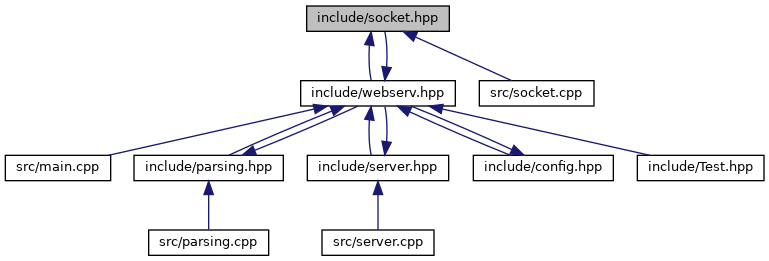 include/socket.hpp
include/webserv.hpp
src/socket.cpp
src/main.cpp
include/parsing.hpp
include/server.hpp
include/config.hpp
include/Test.hpp
src/parsing.cpp
src/server.cpp